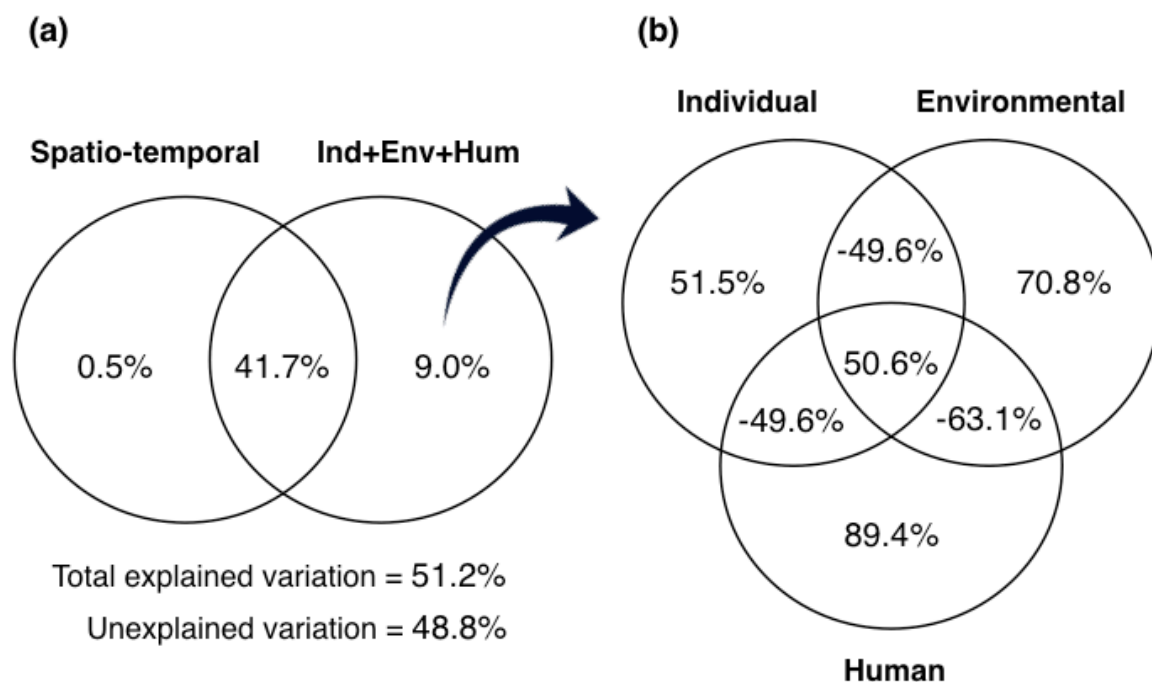 (a)
Spatio-temporal
Ind+Env+Hum
0.5%
41.7%
9.0%
Total explained variation = 51.2%
Unexplained variation = 48.8%
(b)
Individual
Environmental
-49.6%
51.5%
70.8%
50.6%
-49.6%
-63.1%
89.4%
Human